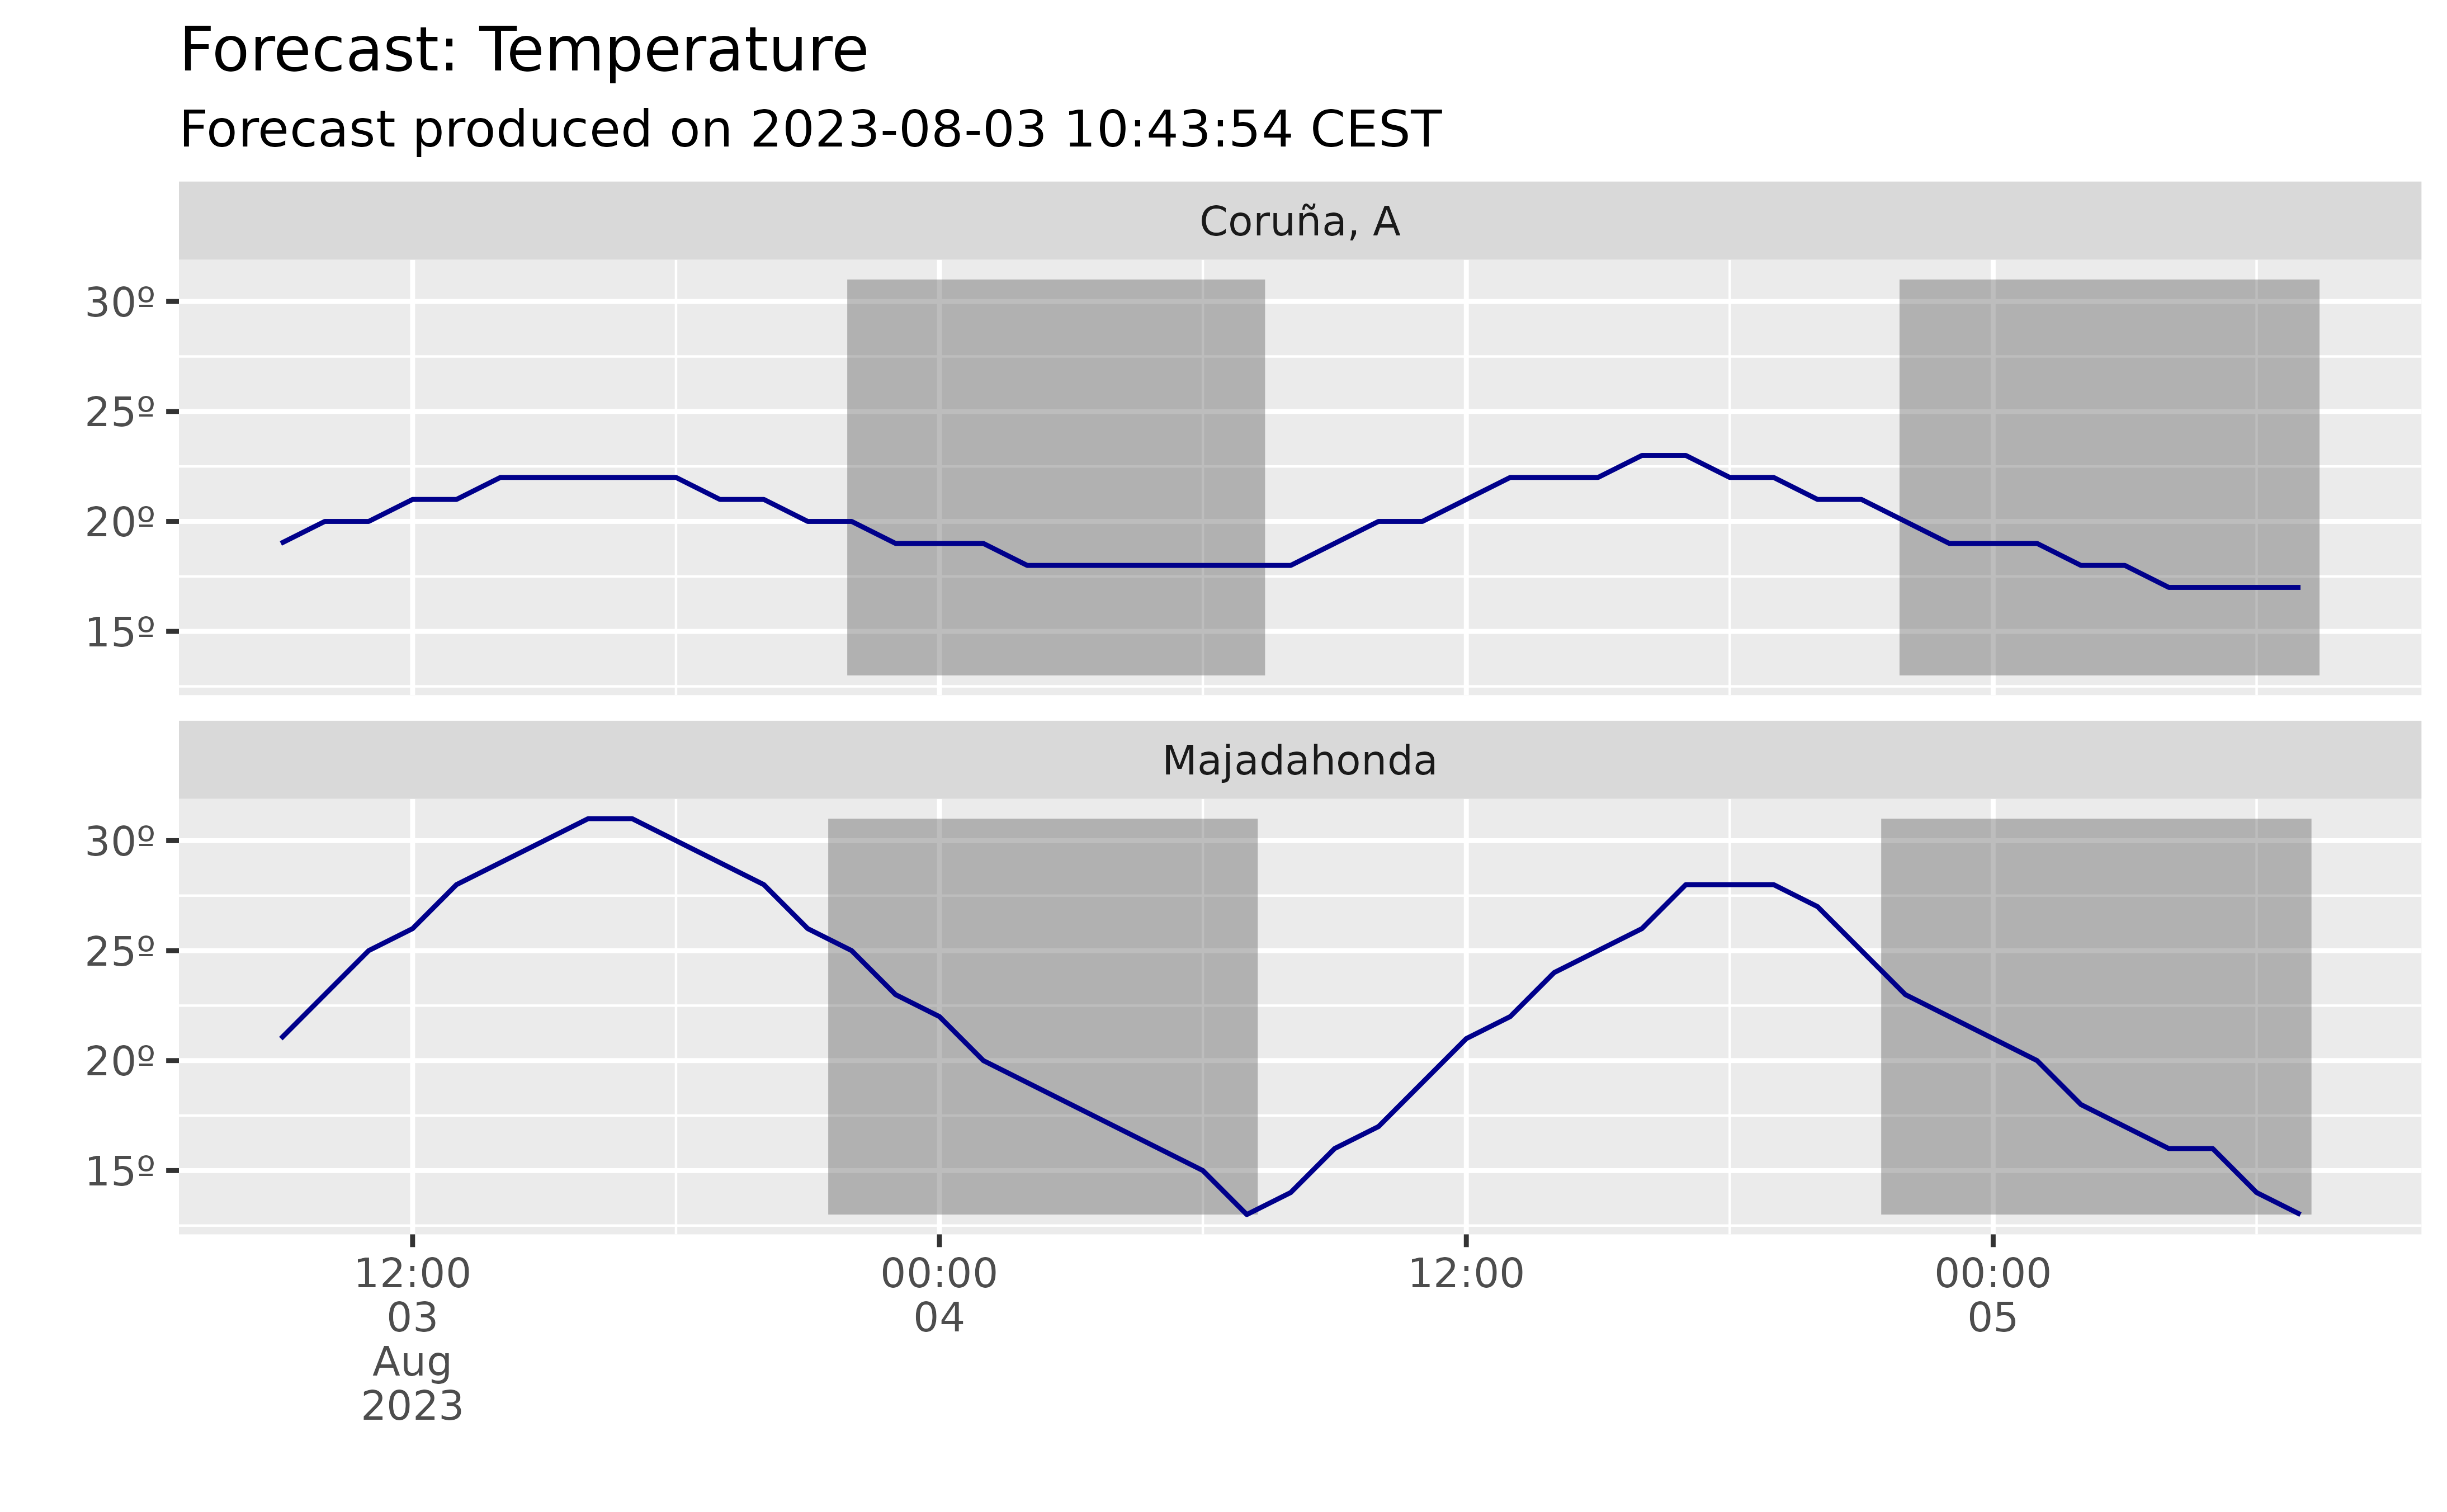 Forecast: Temperature
Forecast produced on 2023-08-03 10:43:54 CEST
Coruña, A
30º
25º
20º
15º
Majadahonda
30º
25º
20º
15º
12:00 00:00 12:00 00:00
03 04 05
Aug
2023